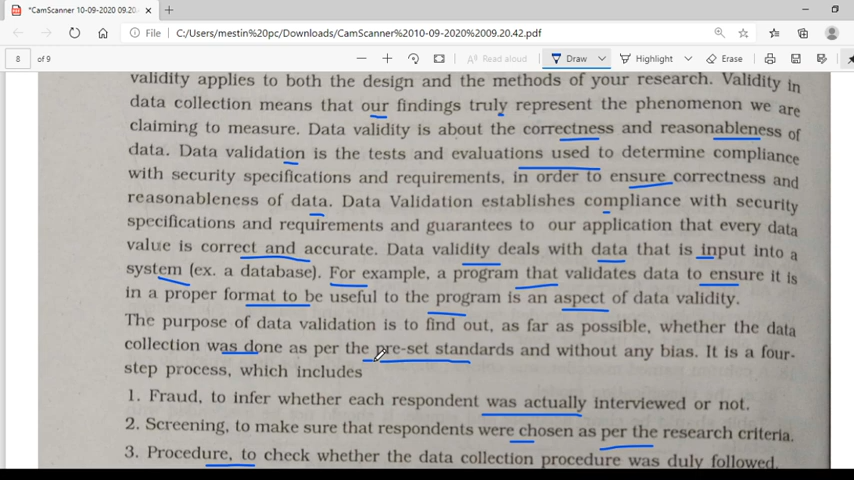 *CamScanner 10-09-2020 09.20.
File
C:/Users/mestin%20pc/Downloads/CamScanner%2010-09-2020%2009.20.42.pdf
8 of 9
Read aloud
Draw
Highlight
Erase
validity applies to both the design and the methods of your research. Validity in
data collection means that our findings truly represent the phenomenon we are
claiming to measure. Data validity is about the correctness and reasonableness of
data. Data validation is the tests and evaluations used to determine compliance
with security specifications and requirements, in order to ensure correctness and
reasonableness of data. Data Validation establishes compliance with security
specifications and requirements and guarantees to our application that every data
value is correct and accurate. Data validity deals with data that is input into a
system (ex. a database). For example, a program that validates data to ensure it is
in a proper format to be useful to the program is an aspect of data validity.
The purpose of data validation is to find out, as far as possible, whether the data
collection was done as per the pre-set standards and without any bias. It is a four-
step process, which includes
1. Fraud, to infer whether each respondent was actually interviewed or not.
2. Screening, to make sure that respondents were chosen as per the research criteria.
3. Procedure, to check whether the data collection procedure was duly followed.